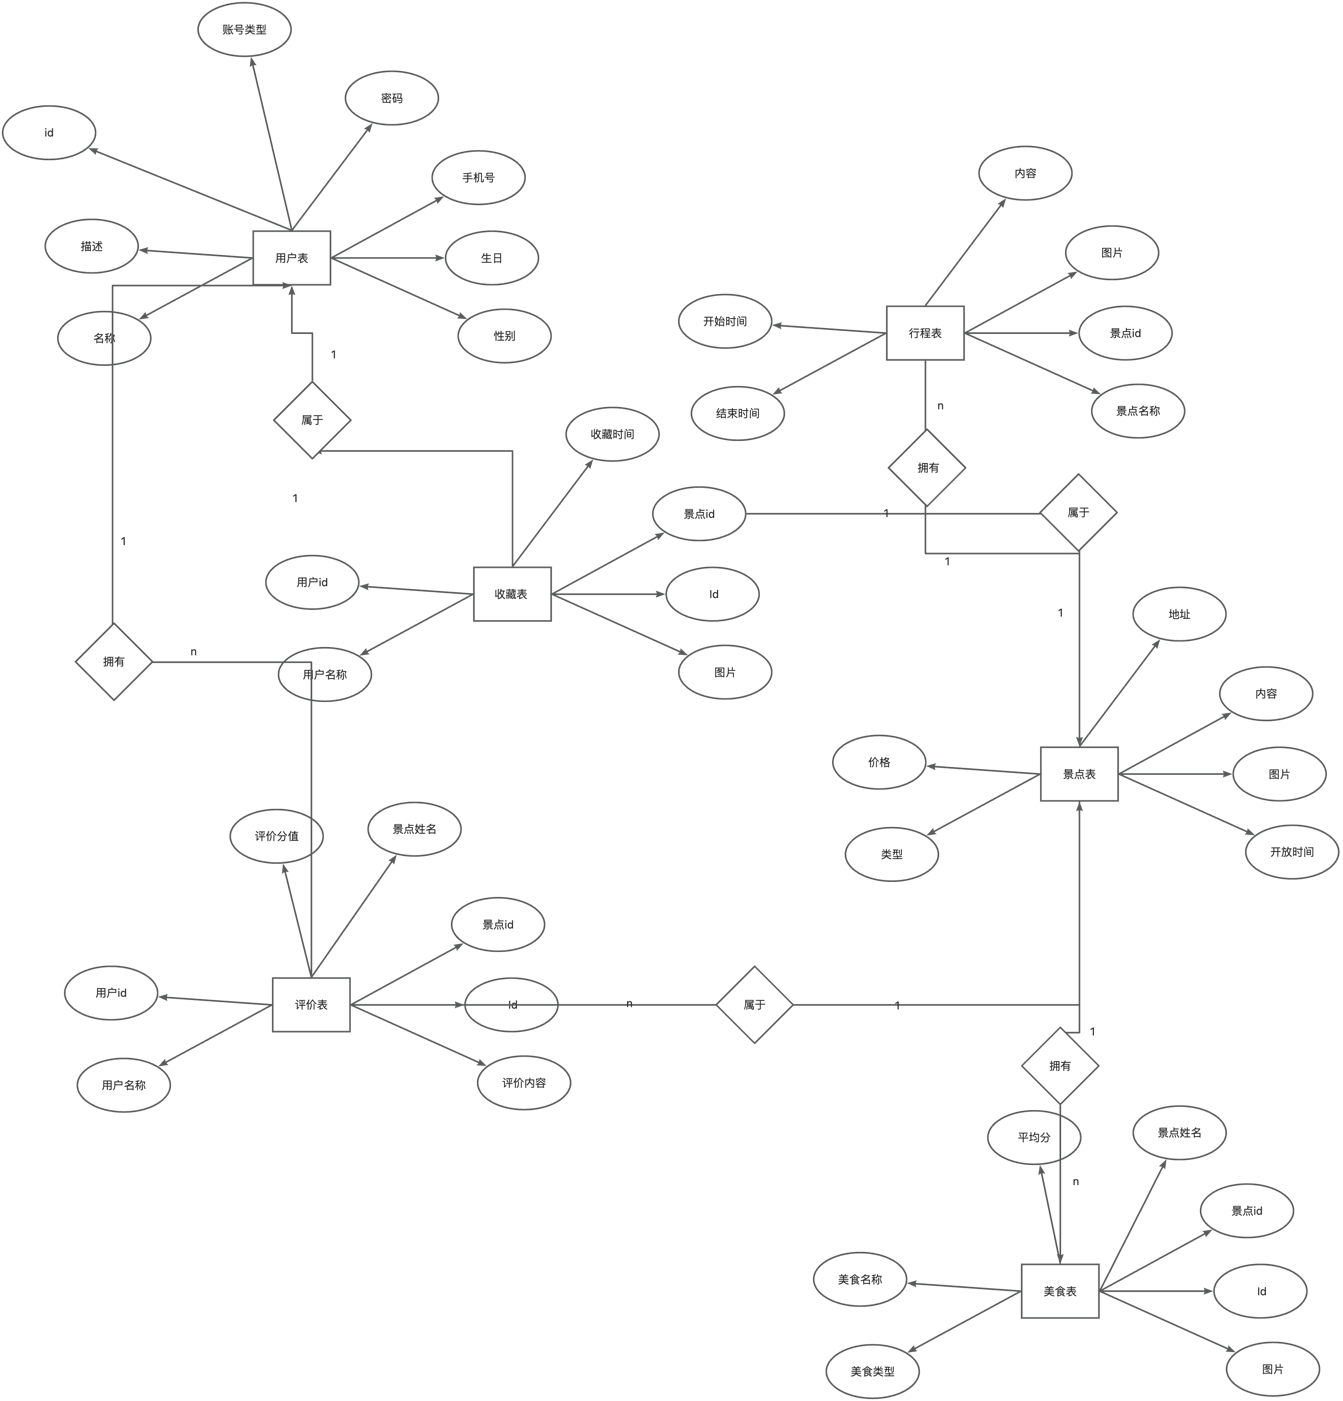 账号类型
密码
id
手机号
描述
用户表
生日
名称
性别
1
属于
内容
图片
开始时间
行程表
景点id
结束时间
景点名称
n
拥有
收藏时间
1
景点id
1
属于
1
用户id
收藏表
Id
用户名称
图片
1
拥有
n
1
地址
内容
价格
景点表
图片
类型
开放时间
评价分值
景点姓名
景点id
用户id
评价表
Id
n
属于
1
用户名称
评价内容
1
拥有
平均分
景点姓名
n
景点id
美食名称
美食表
Id
美食类型
图片